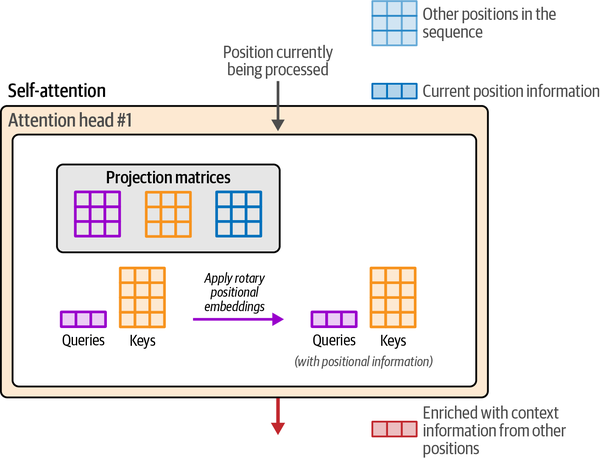 Other positions in the
sequence
Position currently
being processed
Self-attention
Current position information
Attention head #1
Projection matrices
Apply rotary
positional
embeddings
Queries
Keys
Queries
Keys
(with positional information)
Enriched with context
information from other
positions